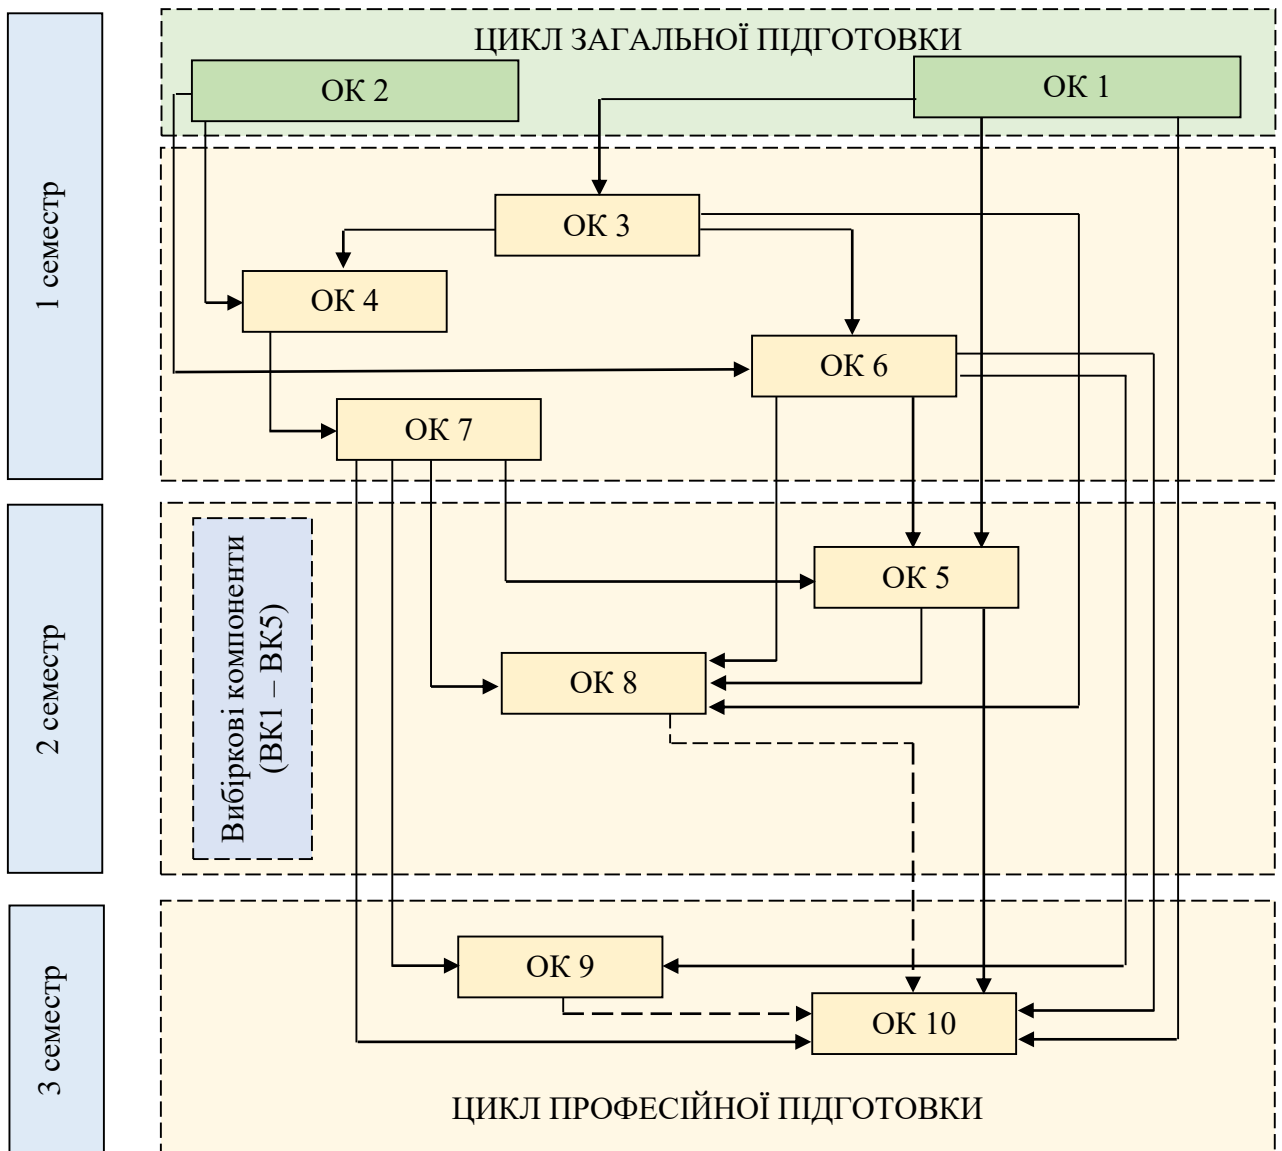 ЦИКЛ ЗАГАЛЬНОЇ ПІДГОТОВКИ
ОК 2
ОК 1
1 семестр
ОК 3
ОК 4
ОК 6
ОК 7
2 семестр
Вибіркові компоненти
(ВК1 – ВК5)
ОК 5
ОК 8
3 семестр
ОК 9
ОК 10
ЦИКЛ ПРОФЕСІЙНОЇ ПІДГОТОВКИ